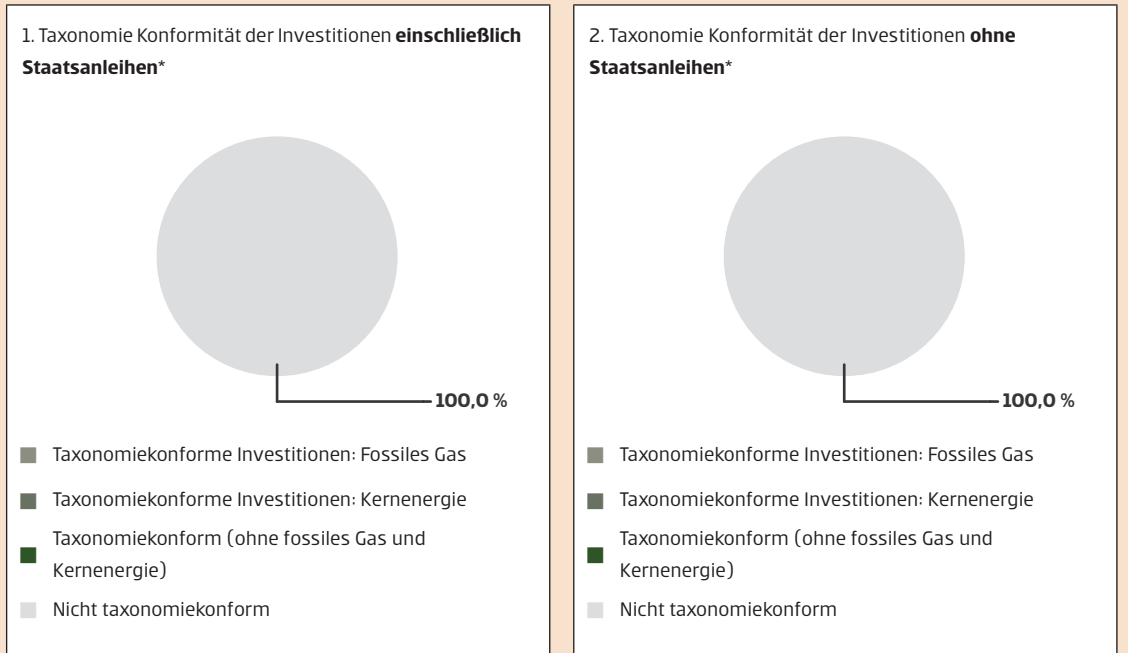 1. Taxonomie Konformität der Investitionen einschließlich
Staatsanleihen*
100,0 %
Taxonomiekonforme Investitionen: Fossiles Gas
Taxonomiekonforme Investitionen: Kernenergie
Taxonomiekonform (ohne fossiles Gas und
Kernenergie)
Nicht taxonomiekonform
2. Taxonomie Konformität der Investitionen ohne
Staatsanleihen*
100,0 %
Taxonomiekonforme Investitionen: Fossiles Gas
Taxonomiekonforme Investitionen: Kernenergie
Taxonomiekonform (ohne fossiles Gas und
Kernenergie)
Nicht taxonomiekonform